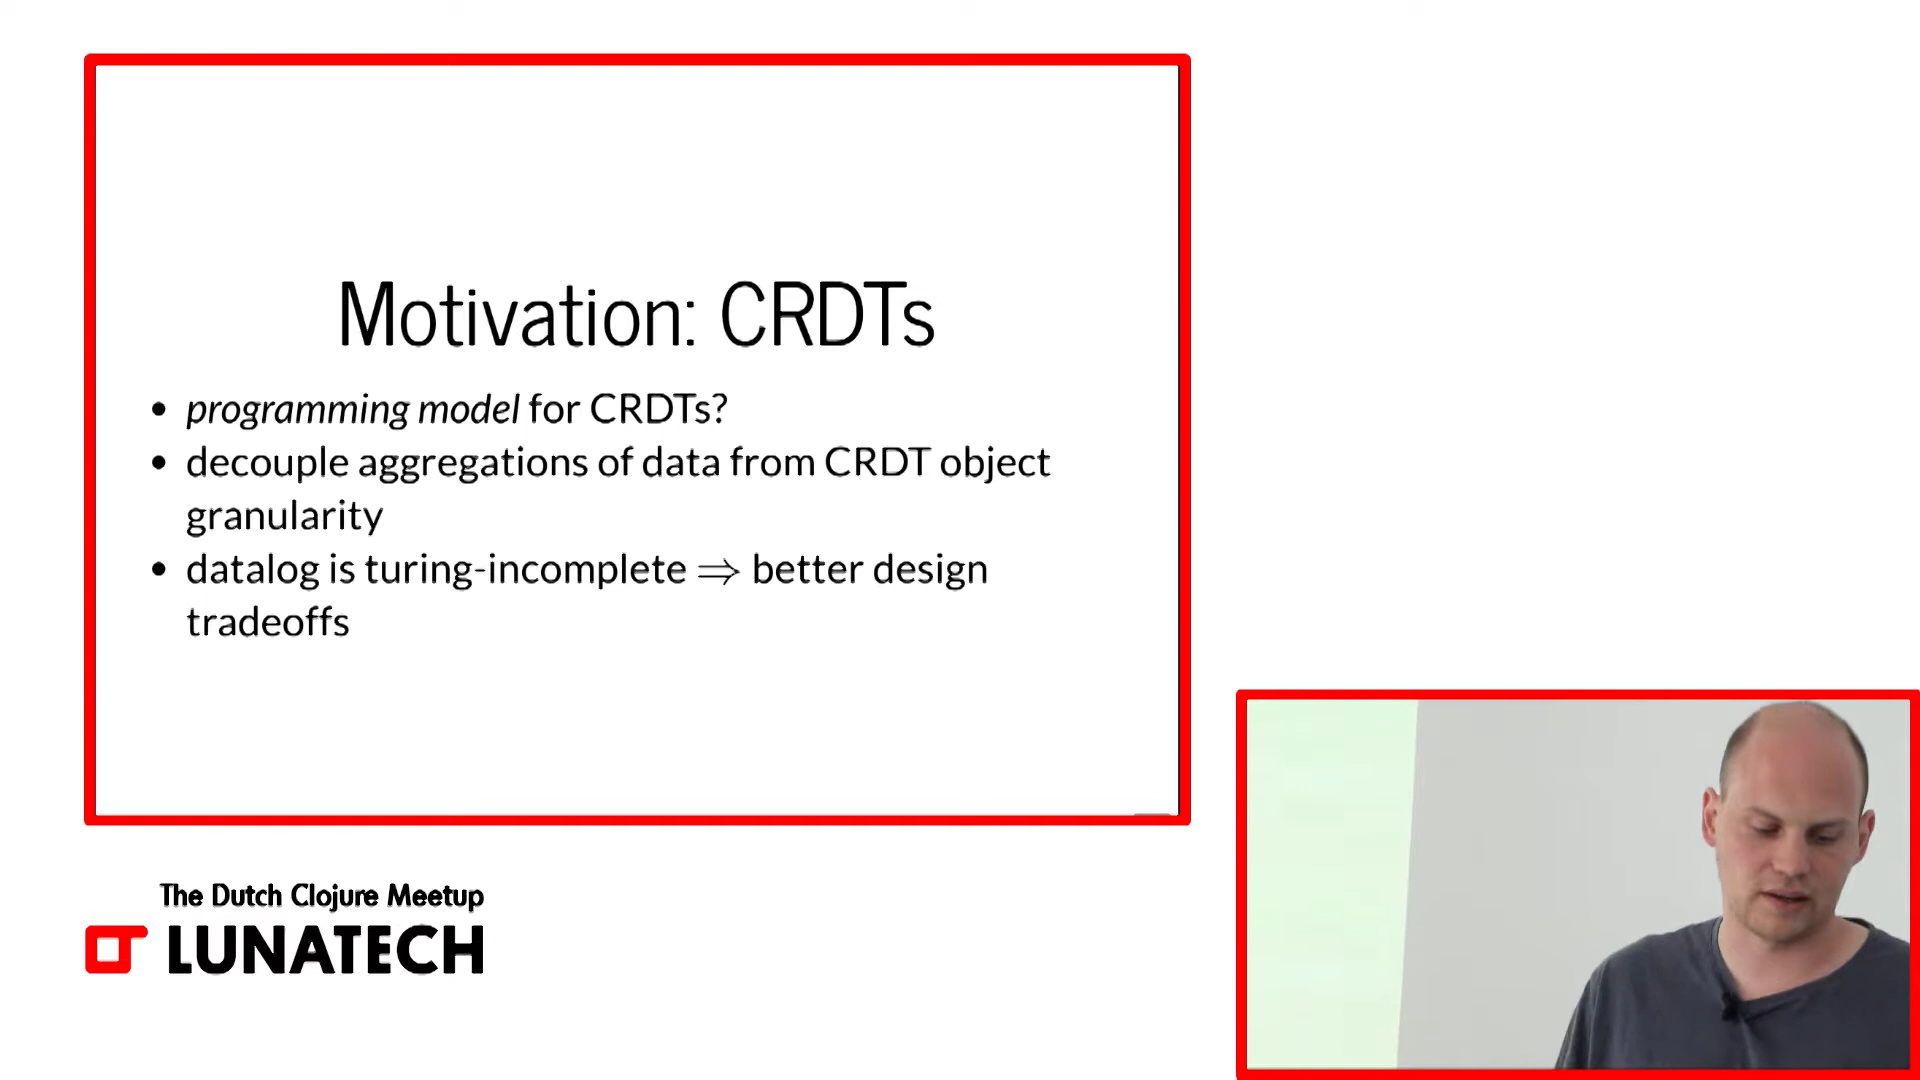 Motivation: CRDTs
• programming model for CRDTs?
• decouple aggregations of data from CRDT object
granularity
• datalog is turing-incomplete ⇒ better design
tradeoffs
The Dutch Clojure Meetup
LUNATECH